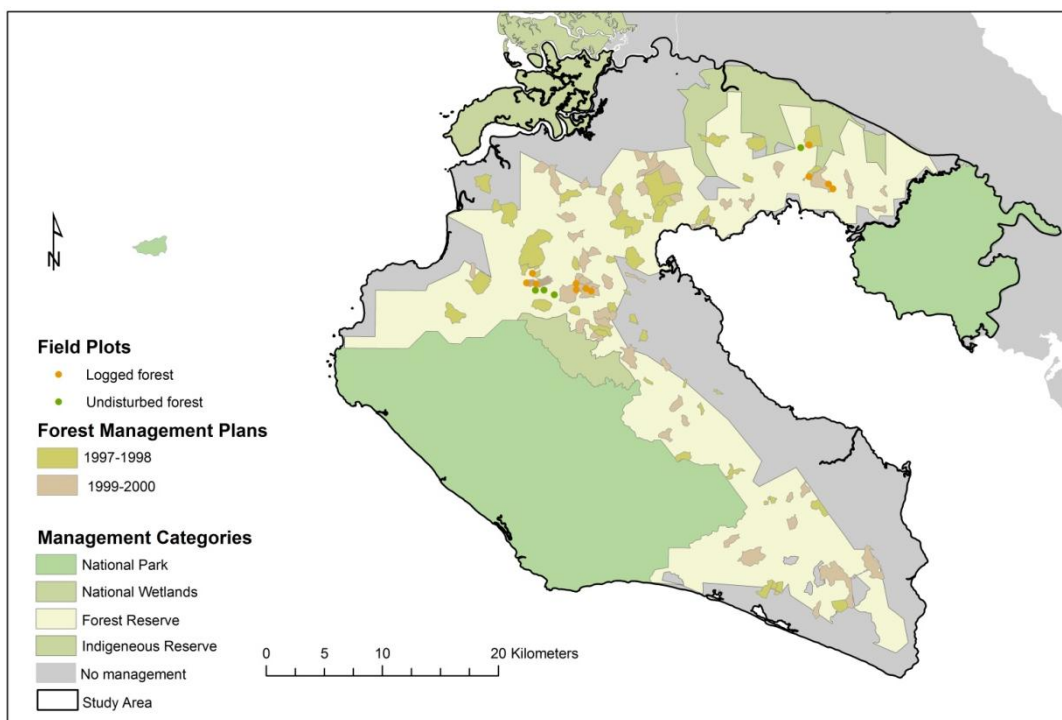 N
Field Plots
Logged forest
Undisturbed forest
Forest Management Plans
1997-1998
1999-2000
Management Categories
National Park
National Wetlands
Forest Reserve
Indigeneous Reserve
No management
Study Area
0 5 10 20 Kilometers